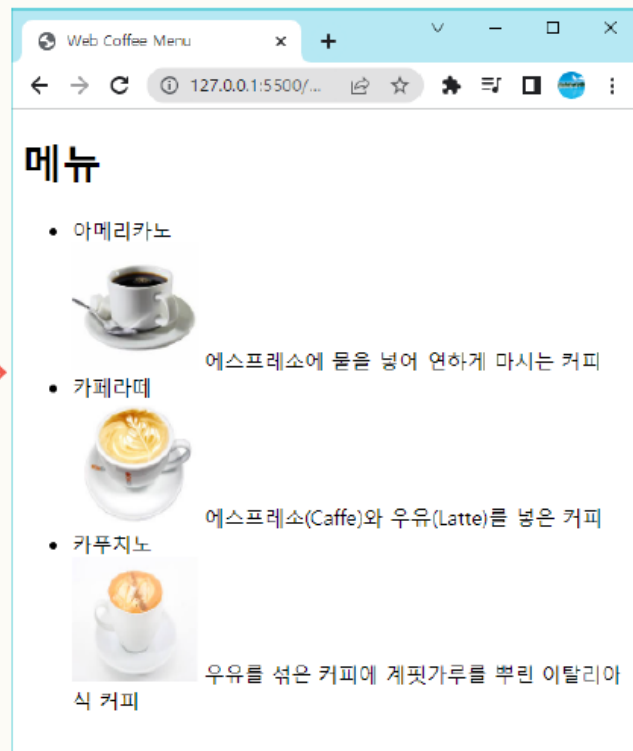 Web Coffee Menu
127.0.0.1:5500/...
메뉴
아메리카노
에스프레소에 묻을 넣어 연하게 마시는 커피
카페라떼
에스프레소(Caffe)와 우유(Latte)를 넣은 커피
카푸치노
우유를 섞은 커피에 계핏가루를 뿌린 이탈리아
식 커피